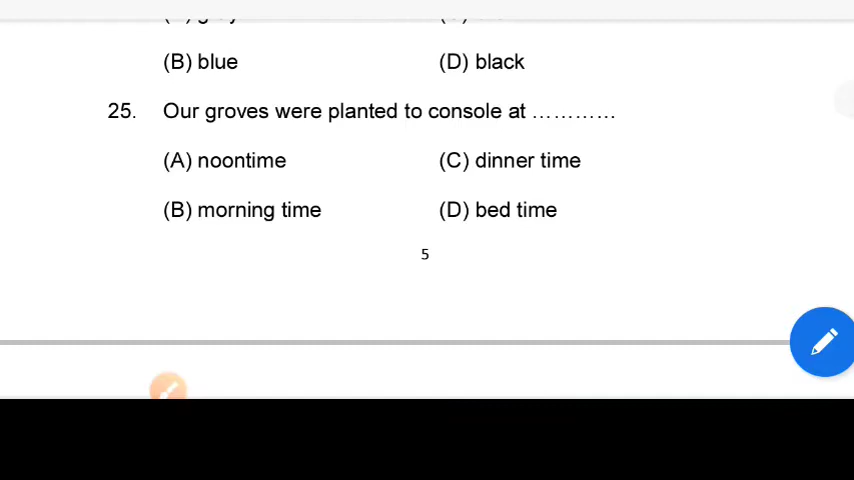 (B) blue
(D) black
25. Our groves were planted to console at …………
(A) noontime
(C) dinner time
(B) morning time
(D) bed time
5